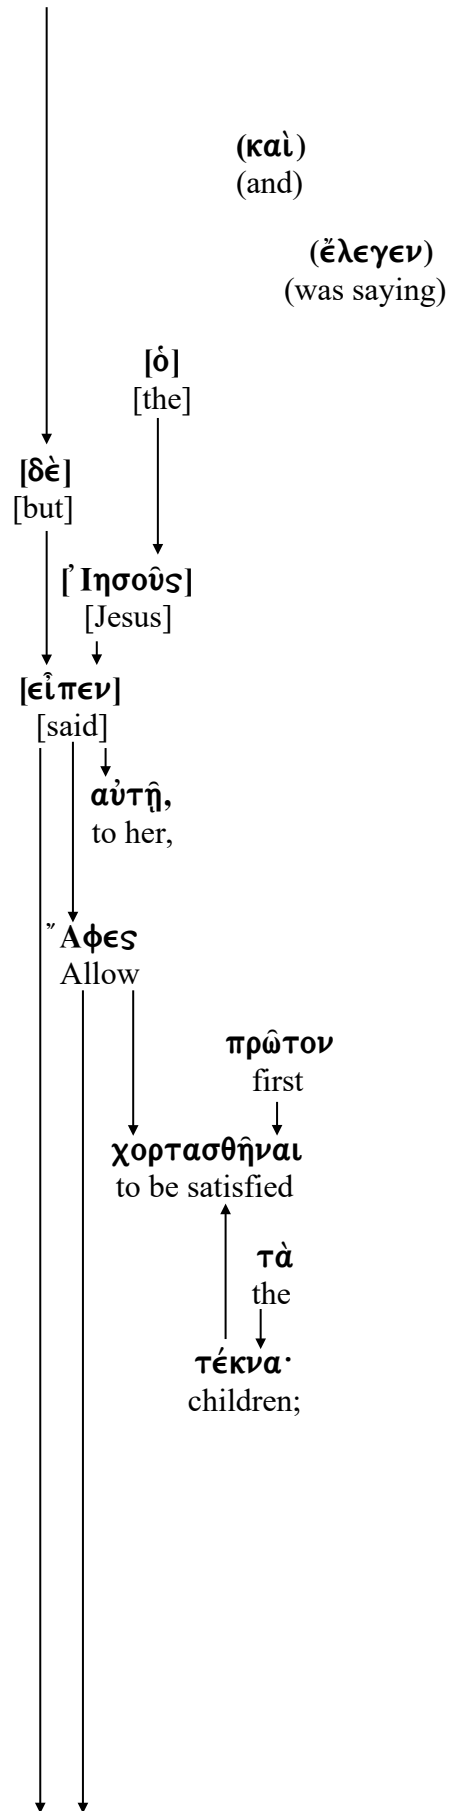 (καὶ)
(and)
(ἔλεγεν)
(was saying)
[ὁ]
[the]
[δὲ]
[but]
[Ἰησοῦς]
[Jesus]
[εἶπεν]
[said]
αὐτῇ,
to her,
Ἄφες
Allow
πρῶτον
first
χορτασθῆναι
to be satisfied
τὰ
the
τέκνα·
children;